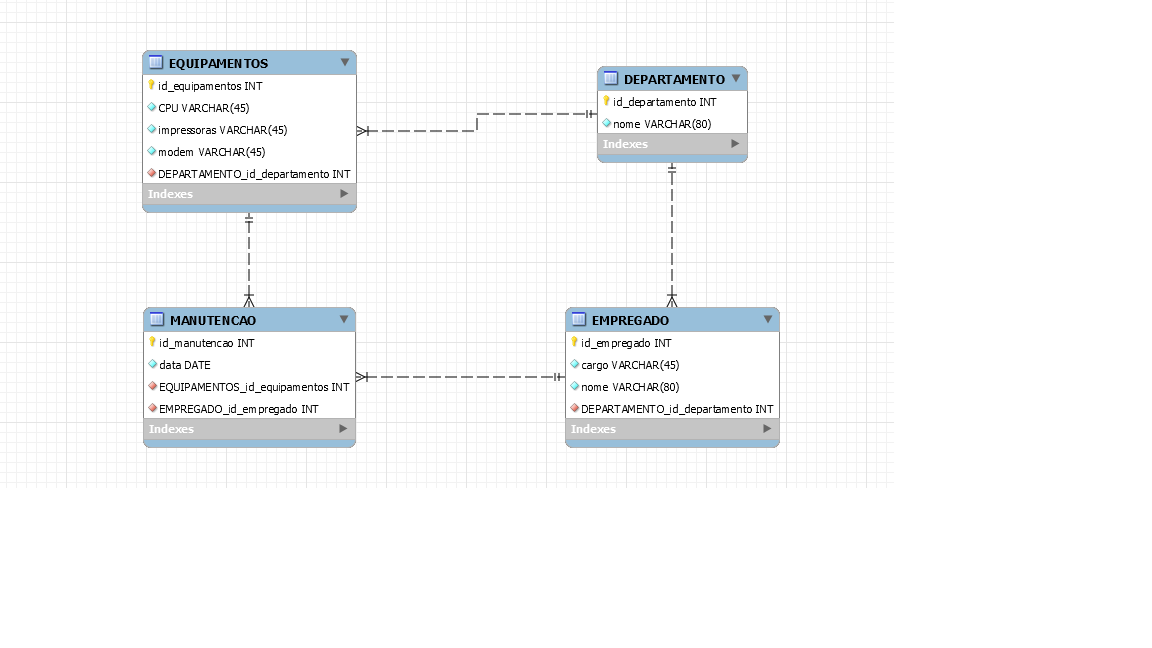 EQUIPAMENTOS
id_equipamentos INT
CPU VARCHAR(45)
impressoras VARCHAR(45)
modem VARCHAR(45)
DEPARTAMENTO_id_departamento INT
Indexes
DEPARTAMENTO
id_departamento INT
nome VARCHAR(80)
Indexes
MANUTENCAO
id_manutencao INT
data DATE
EQUIPAMENTOS_id_equipamentos INT
EMPREGADO_id_empregado INT
Indexes
EMPREGADO
id_empregado INT
cargo VARCHAR(45)
nome VARCHAR(80)
DEPARTAMENTO_id_departamento INT
Indexes